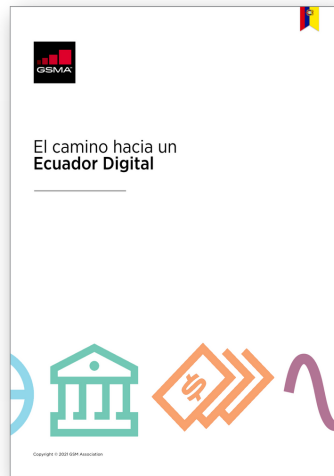 GSMA
El camino hacia un
Ecuador Digital
$
Copyright © 2021 GSM Association